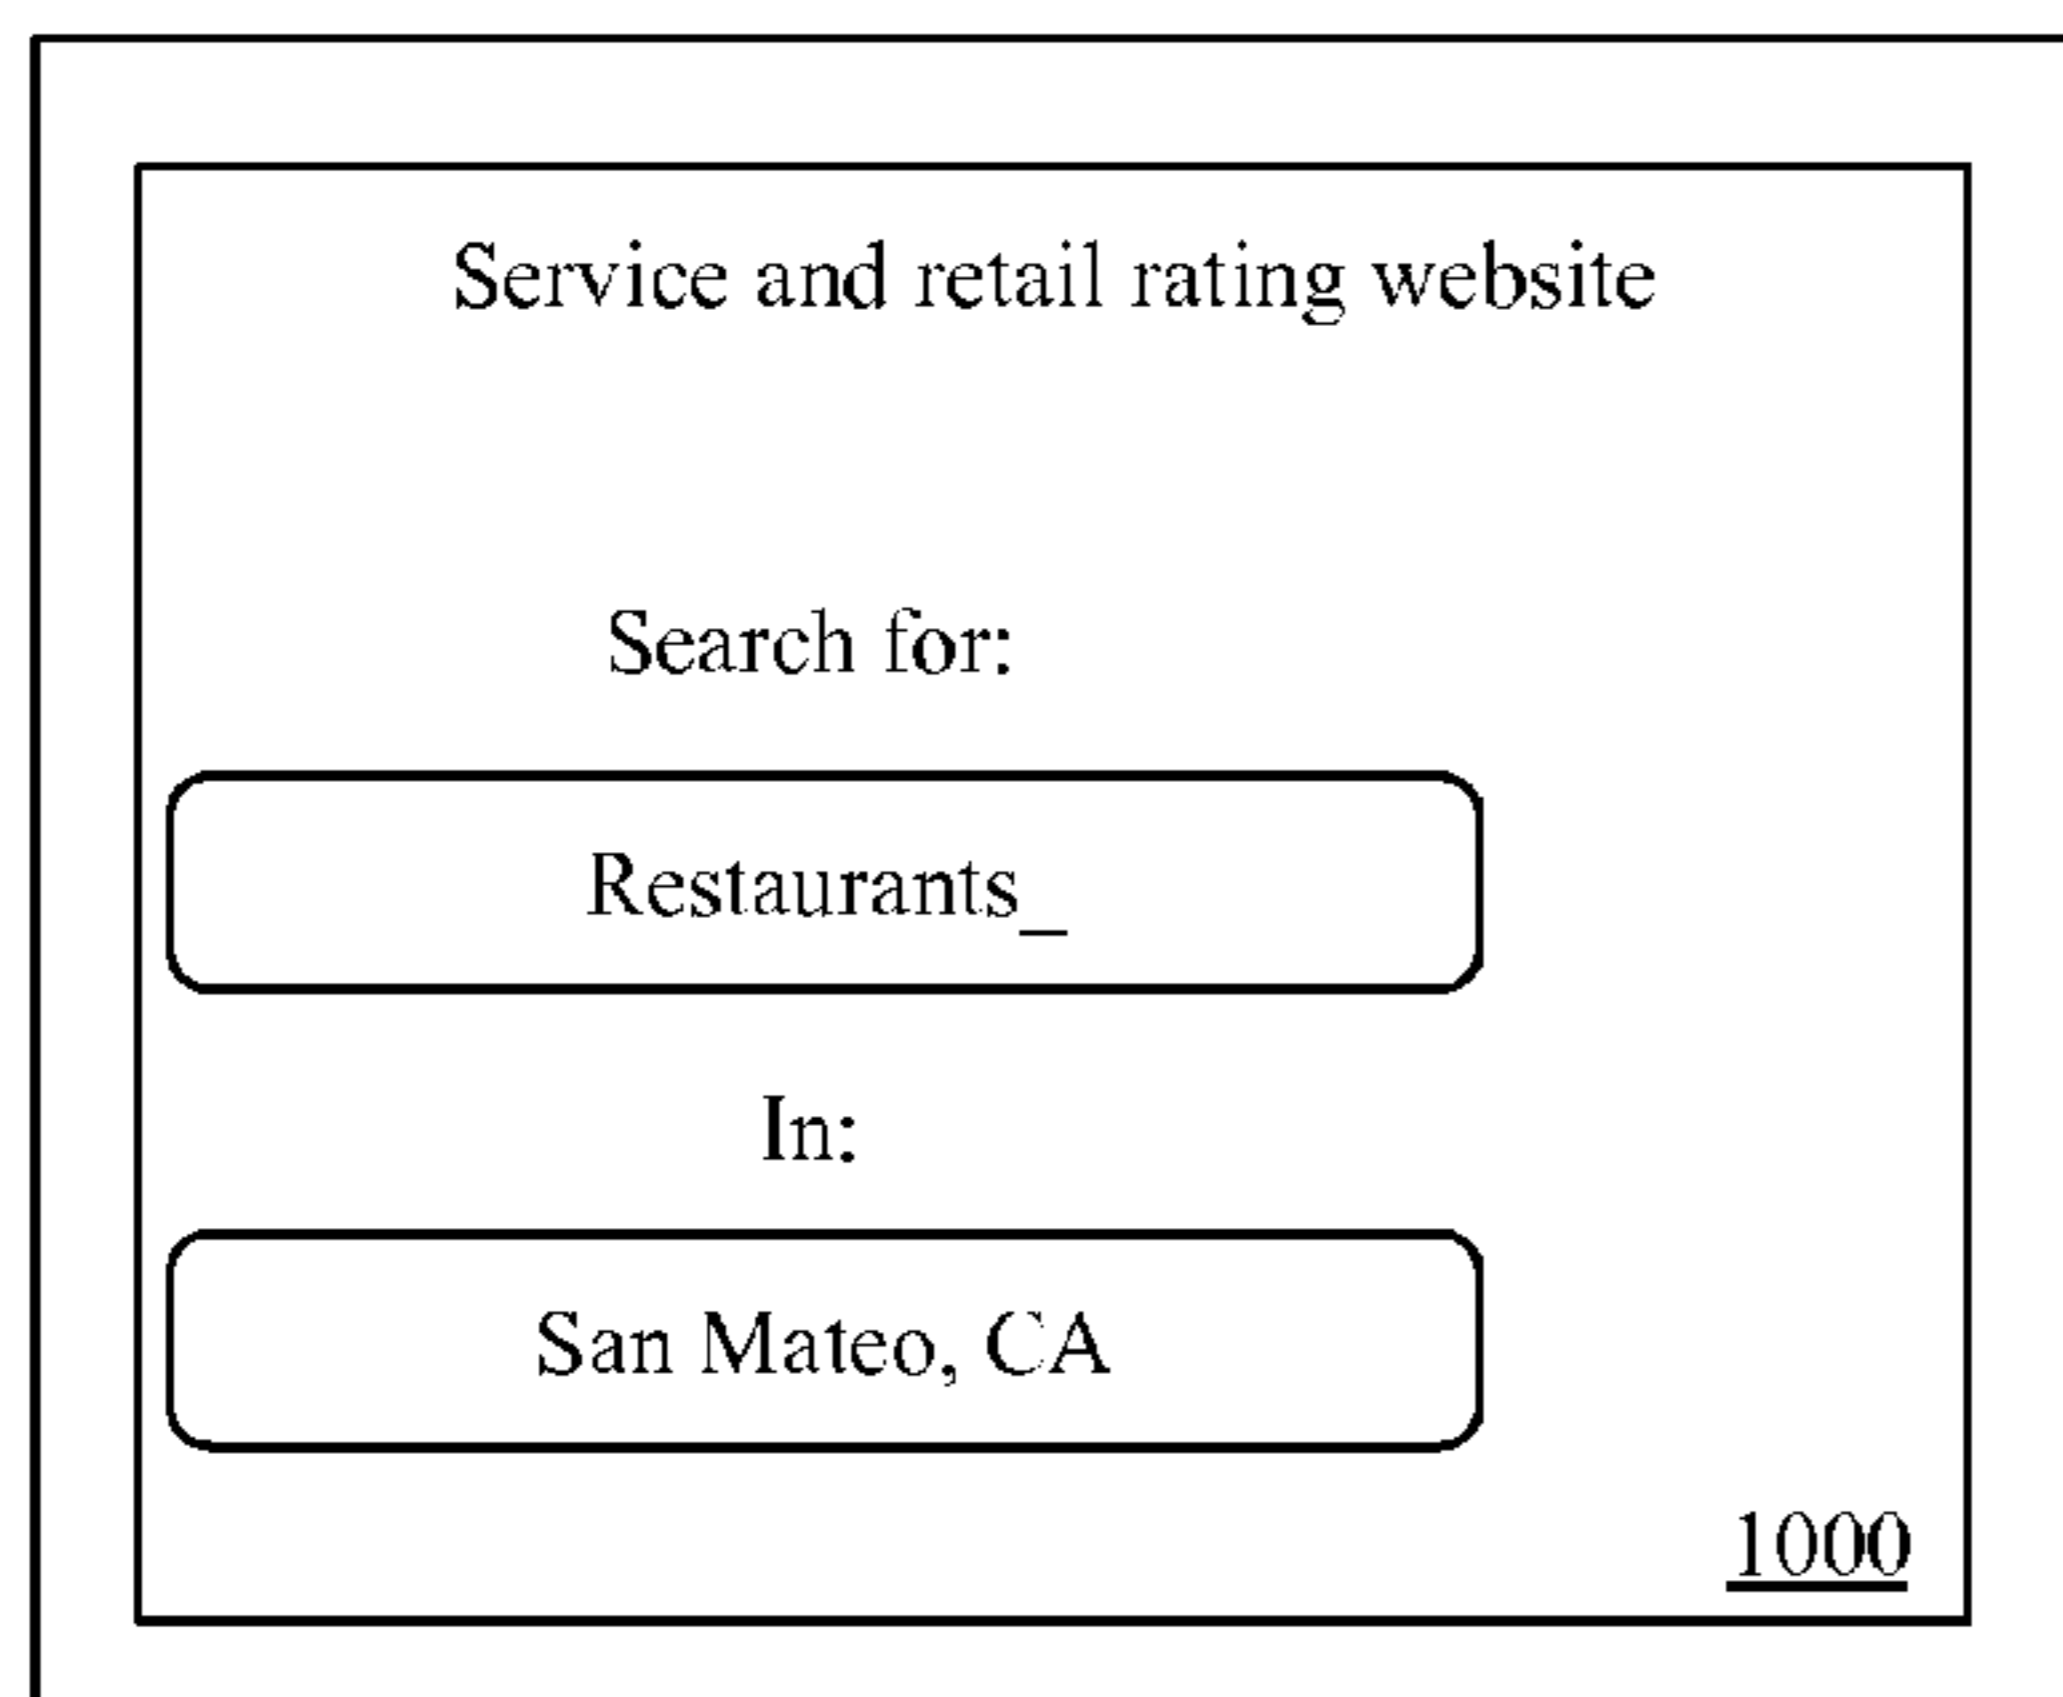 Service and retail rating website
Search for:
Restaurants_
In:
San Mateo, CA
1000